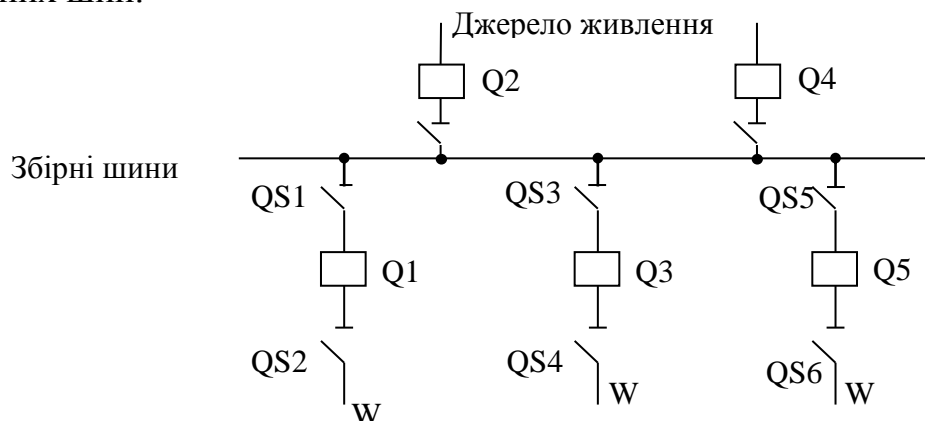 Джерело живлення
Q2
Q4
Збірні шини
QS1
QS3
QS5
Q1
Q3
Q5
QS2
QS4
QS6
W
W
W